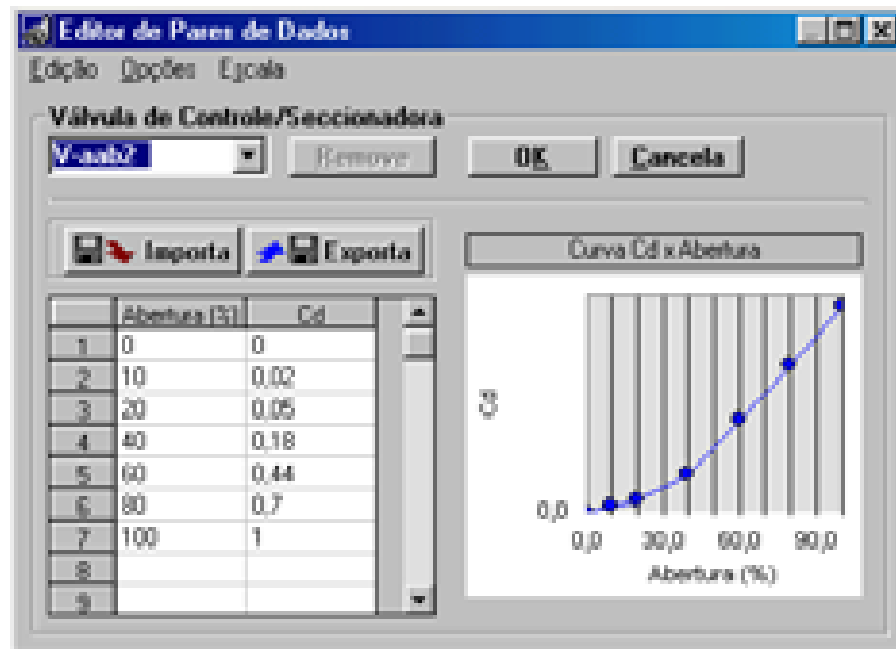 Editor de Pares de Dados
Edição Opções Escala
Válvula de Controle/Seccionadora
V-aab2 Remove OK Cancela
Importa Exporta
Curva Cd x Abertura
Abertura (%) Cd
1 0 0
2 10 0,02
3 20 0,05
4 40 0,18
5 60 0,44
6 80 0,7
7 100 1
8
9
Cd
0,0
0,0 30,0 60,0 90,0
Abertura (%)